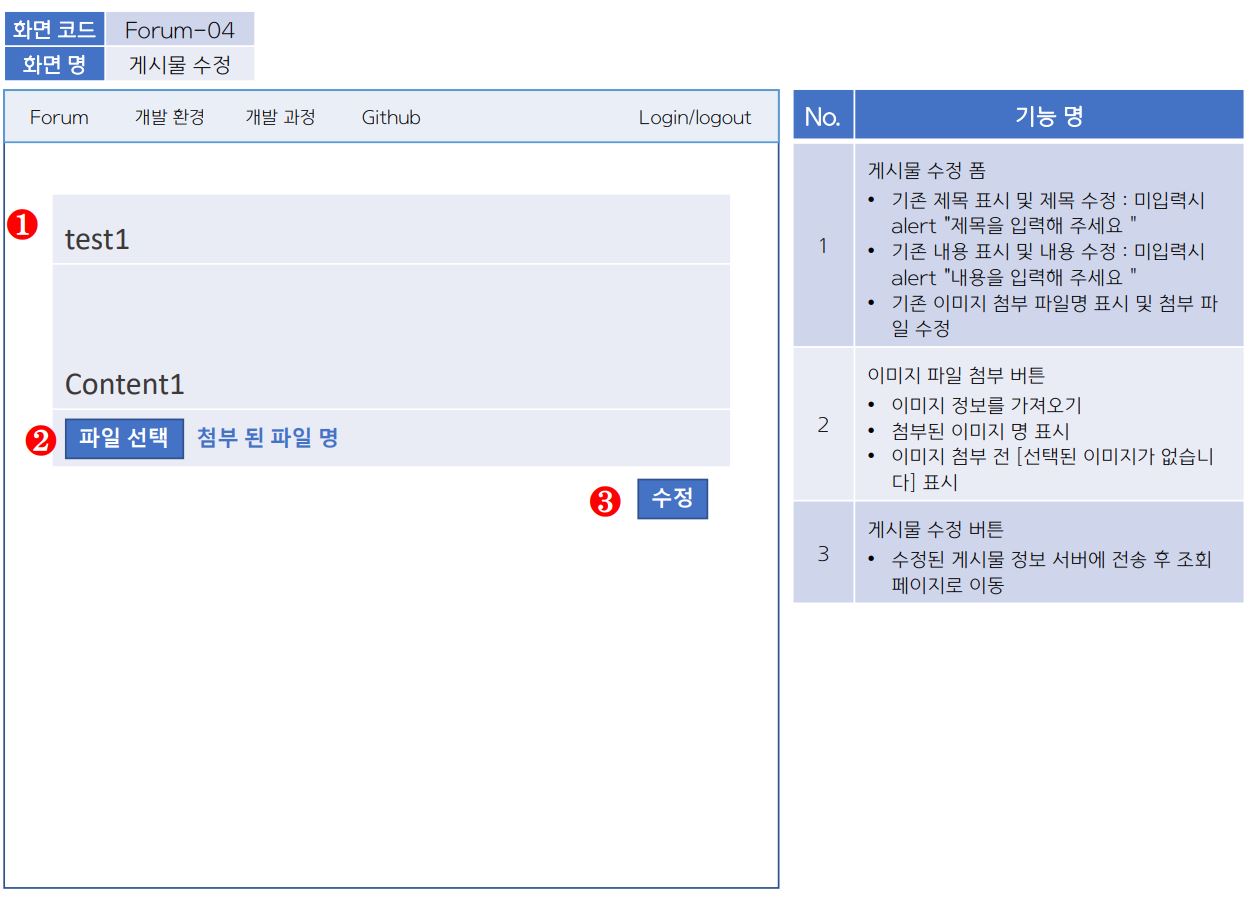 화면 코드 Forum-04
화면 명 게시물 수정
Forum 개발 환경 개발 과정 Github Login/logout
❶
test1
Content1
❷ 파일 선택 첨부 된 파일 명
❸ 수정
No. 기능 명
1
게시물 수정 폼
• 기존 제목 표시 및 제목 수정 : 미입력시
alert "제목을 입력해 주세요 "
• 기존 내용 표시 및 내용 수정 : 미입력시
alert "내용을 입력해 주세요 "
• 기존 이미지 첨부 파일명 표시 및 첨부 파
일 수정
2
이미지 파일 첨부 버튼
• 이미지 정보를 가져오기
• 첨부된 이미지 명 표시
• 이미지 첨부 전 [선택된 이미지가 없습니
다] 표시
3
게시물 수정 버튼
• 수정된 게시물 정보 서버에 전송 후 조회
페이지로 이동